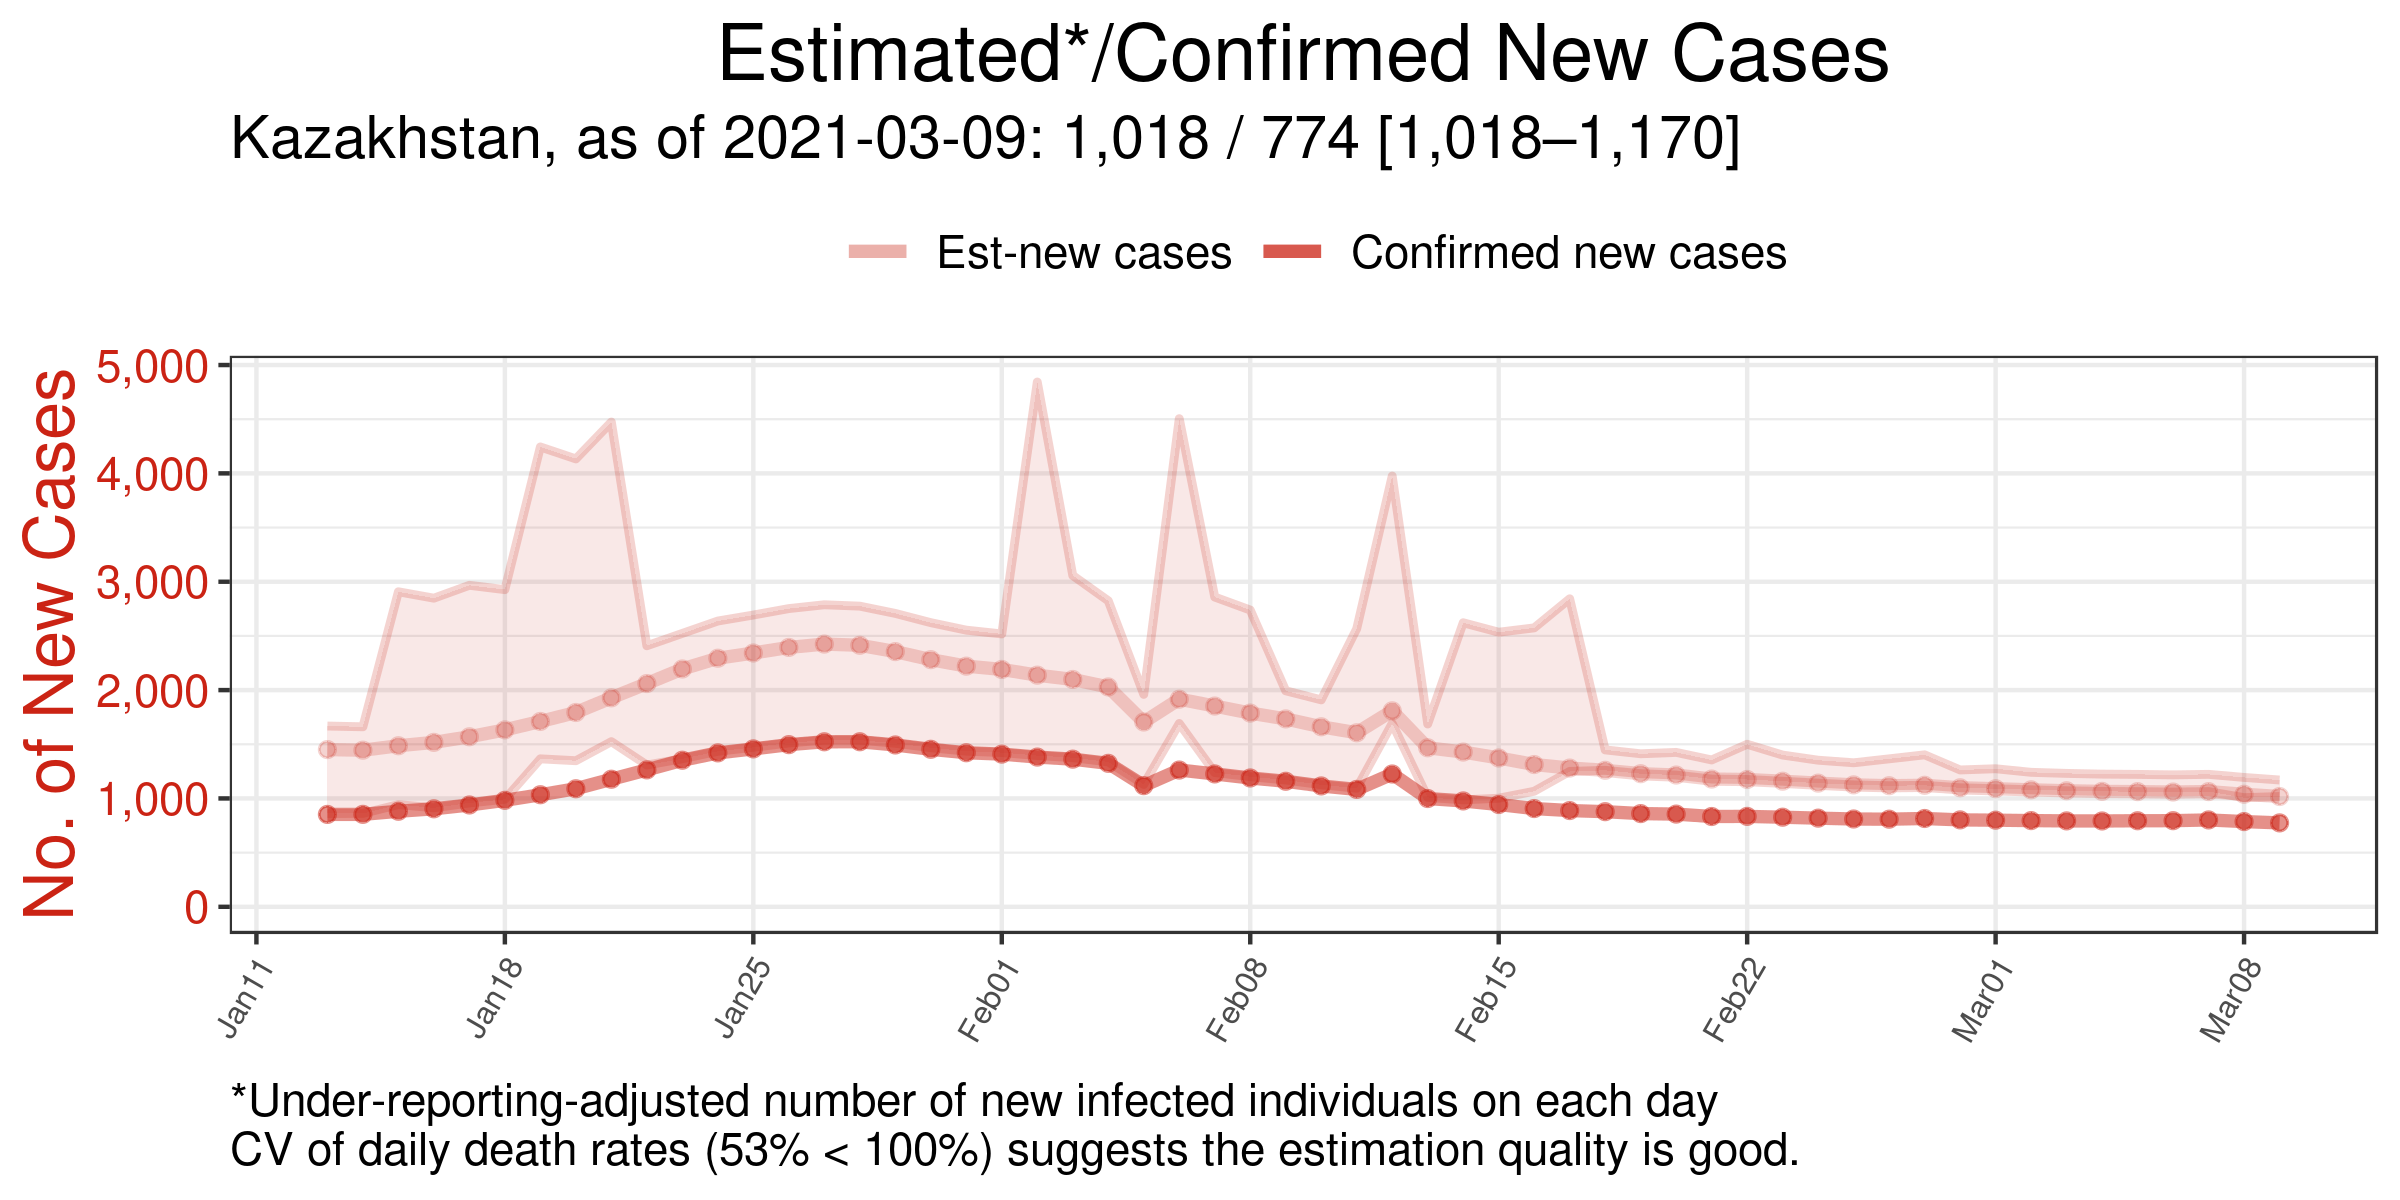 Estimated*/Confirmed New Cases
Kazakhstan, as of 2021-03-09: 1,018 / 774 [1,018–1,170]
Est-new cases
Confirmed new cases
No. of New Cases
5,000
4,000
3,000
2,000
1,000
0
Jan11
Jan18
Jan25
Feb01
Feb08
Feb15
Feb22
Mar01
Mar08
*Under-reporting-adjusted number of new infected individuals on each day
CV of daily death rates (53% < 100%) suggests the estimation quality is good.